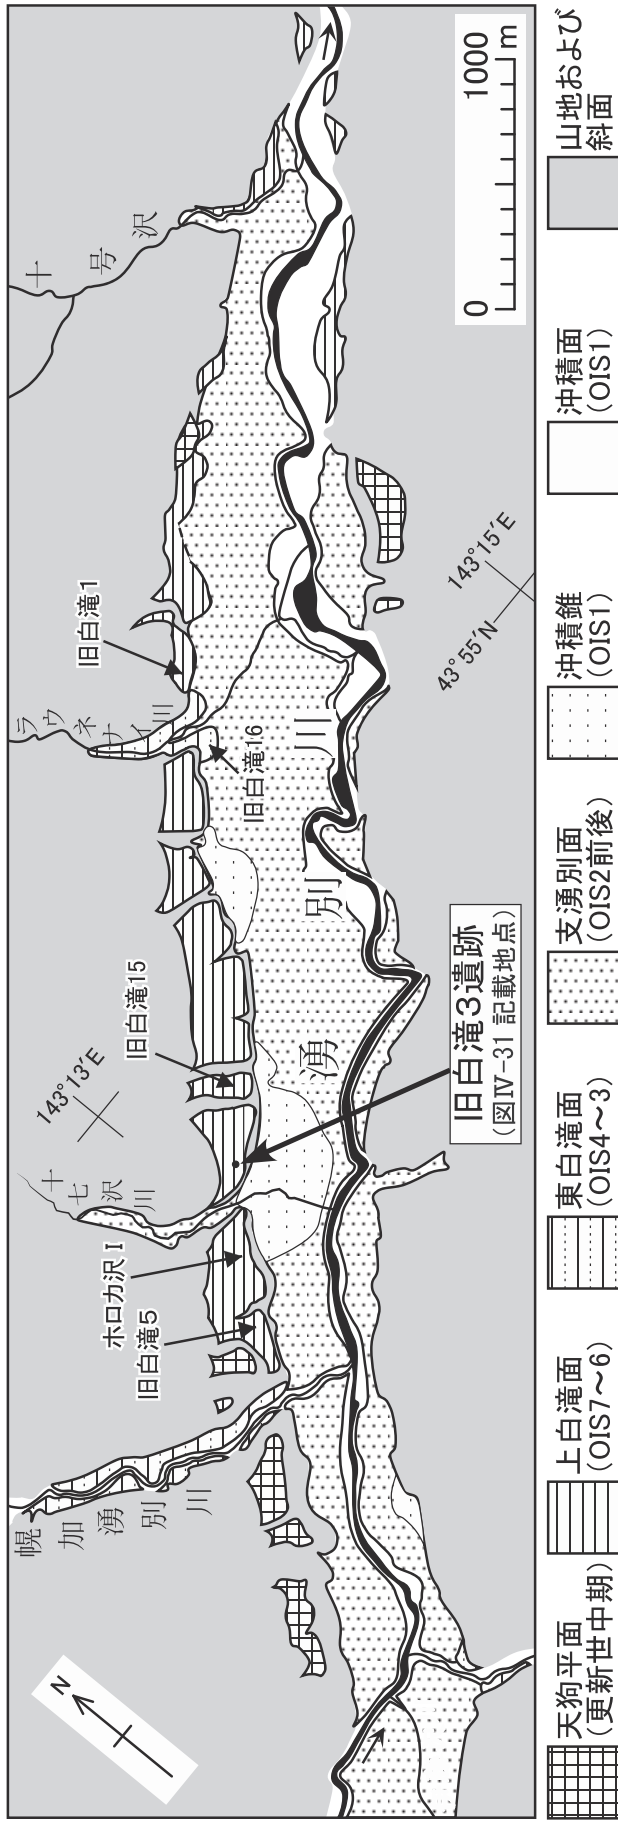 十号沢
1000 m
0
旧白滝1
ラウネナイ川
旧白滝16
143°15′E
43°55′N
湧別川
旧白滝15
143°13′E
十七沢川
旧白滝3遺跡
(図Ⅳ-31 記載地点)
ホロカ沢Ⅰ
旧白滝5
幌加湧別川
N
天狗平面
(更新世中期)
上白滝面
(OIS7～6)
東白滝面
(OIS4～3)
支湧別面
(OIS2前後)
沖積錐
(OIS1)
沖積面
(OIS1)
山地および
斜面